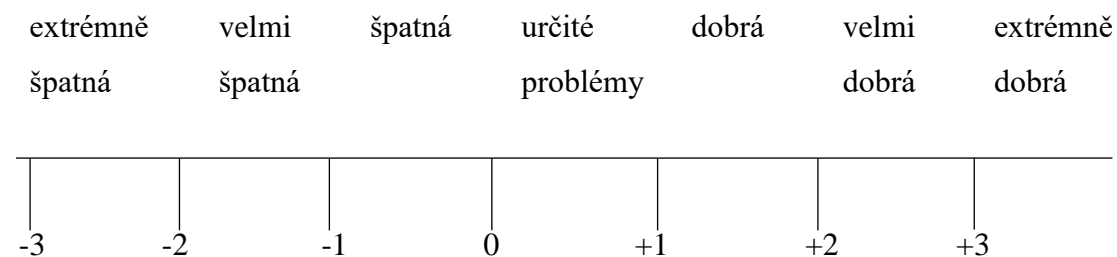 extrémně velmi špatná určité dobrá velmi extrémně
špatná špatná problémy dobrá dobrá
-3 -2 -1 0 +1 +2 +3